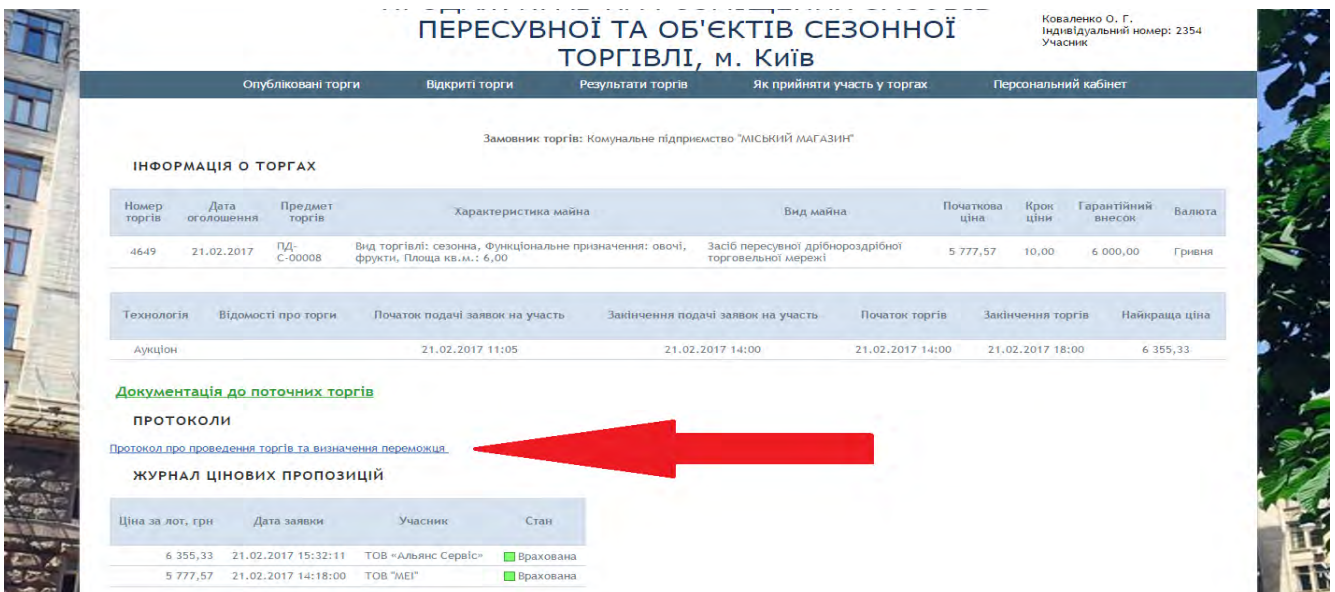 ПЕРЕСУВНОЇ ТА ОБ'ЄКТІВ СЕЗОННОЇ
ТОРГІВЛІ, м. Київ
Коваленко О. Г.
Індивідуальний номер: 2354
Учасник
Опубліковані торги Відкриті торги Результати торгів Як прийняти участь у торгах Персональний кабінет
Замовник торгів: Комунальне підприємство "МІСЬКИЙ МАГАЗИН"
ІНФОРМАЦІЯ О ТОРГАХ
Номер торгів Дата оголошення Предмет торгів Характеристика майна Вид майна Початкова ціна Крок ціни Гарантійний внесок Валюта
4649 21.02.2017 ПД-С-00008 Вид торгівлі: сезонна, Функціональне призначення: овочі, фрукти, Площа кв.м.: 6,00 Засіб пересувної дрібнороздрібної торговельної мережі 5 777,57 10,00 6 000,00 Гривня
Технологія Відомості про торги Початок подачі заявок на участь Закінчення подачі заявок на участь Початок торгів Закінчення торгів Найкраща ціна
Аукціон 21.02.2017 11:05 21.02.2017 14:00 21.02.2017 14:00 21.02.2017 18:00 6 355,33
Документація до поточних торгів
ПРОТОКОЛИ
Протокол про проведення торгів та визначення переможця
ЖУРНАЛ ЦІНОВИХ ПРОПОЗИЦІЙ
Ціна за лот, грн Дата заявки Учасник Стан
6 355,33 21.02.2017 15:32:11 ТОВ «Альянс Сервіс» Врахована
5 777,57 21.02.2017 14:18:00 ТОВ "МЕІ" Врахована